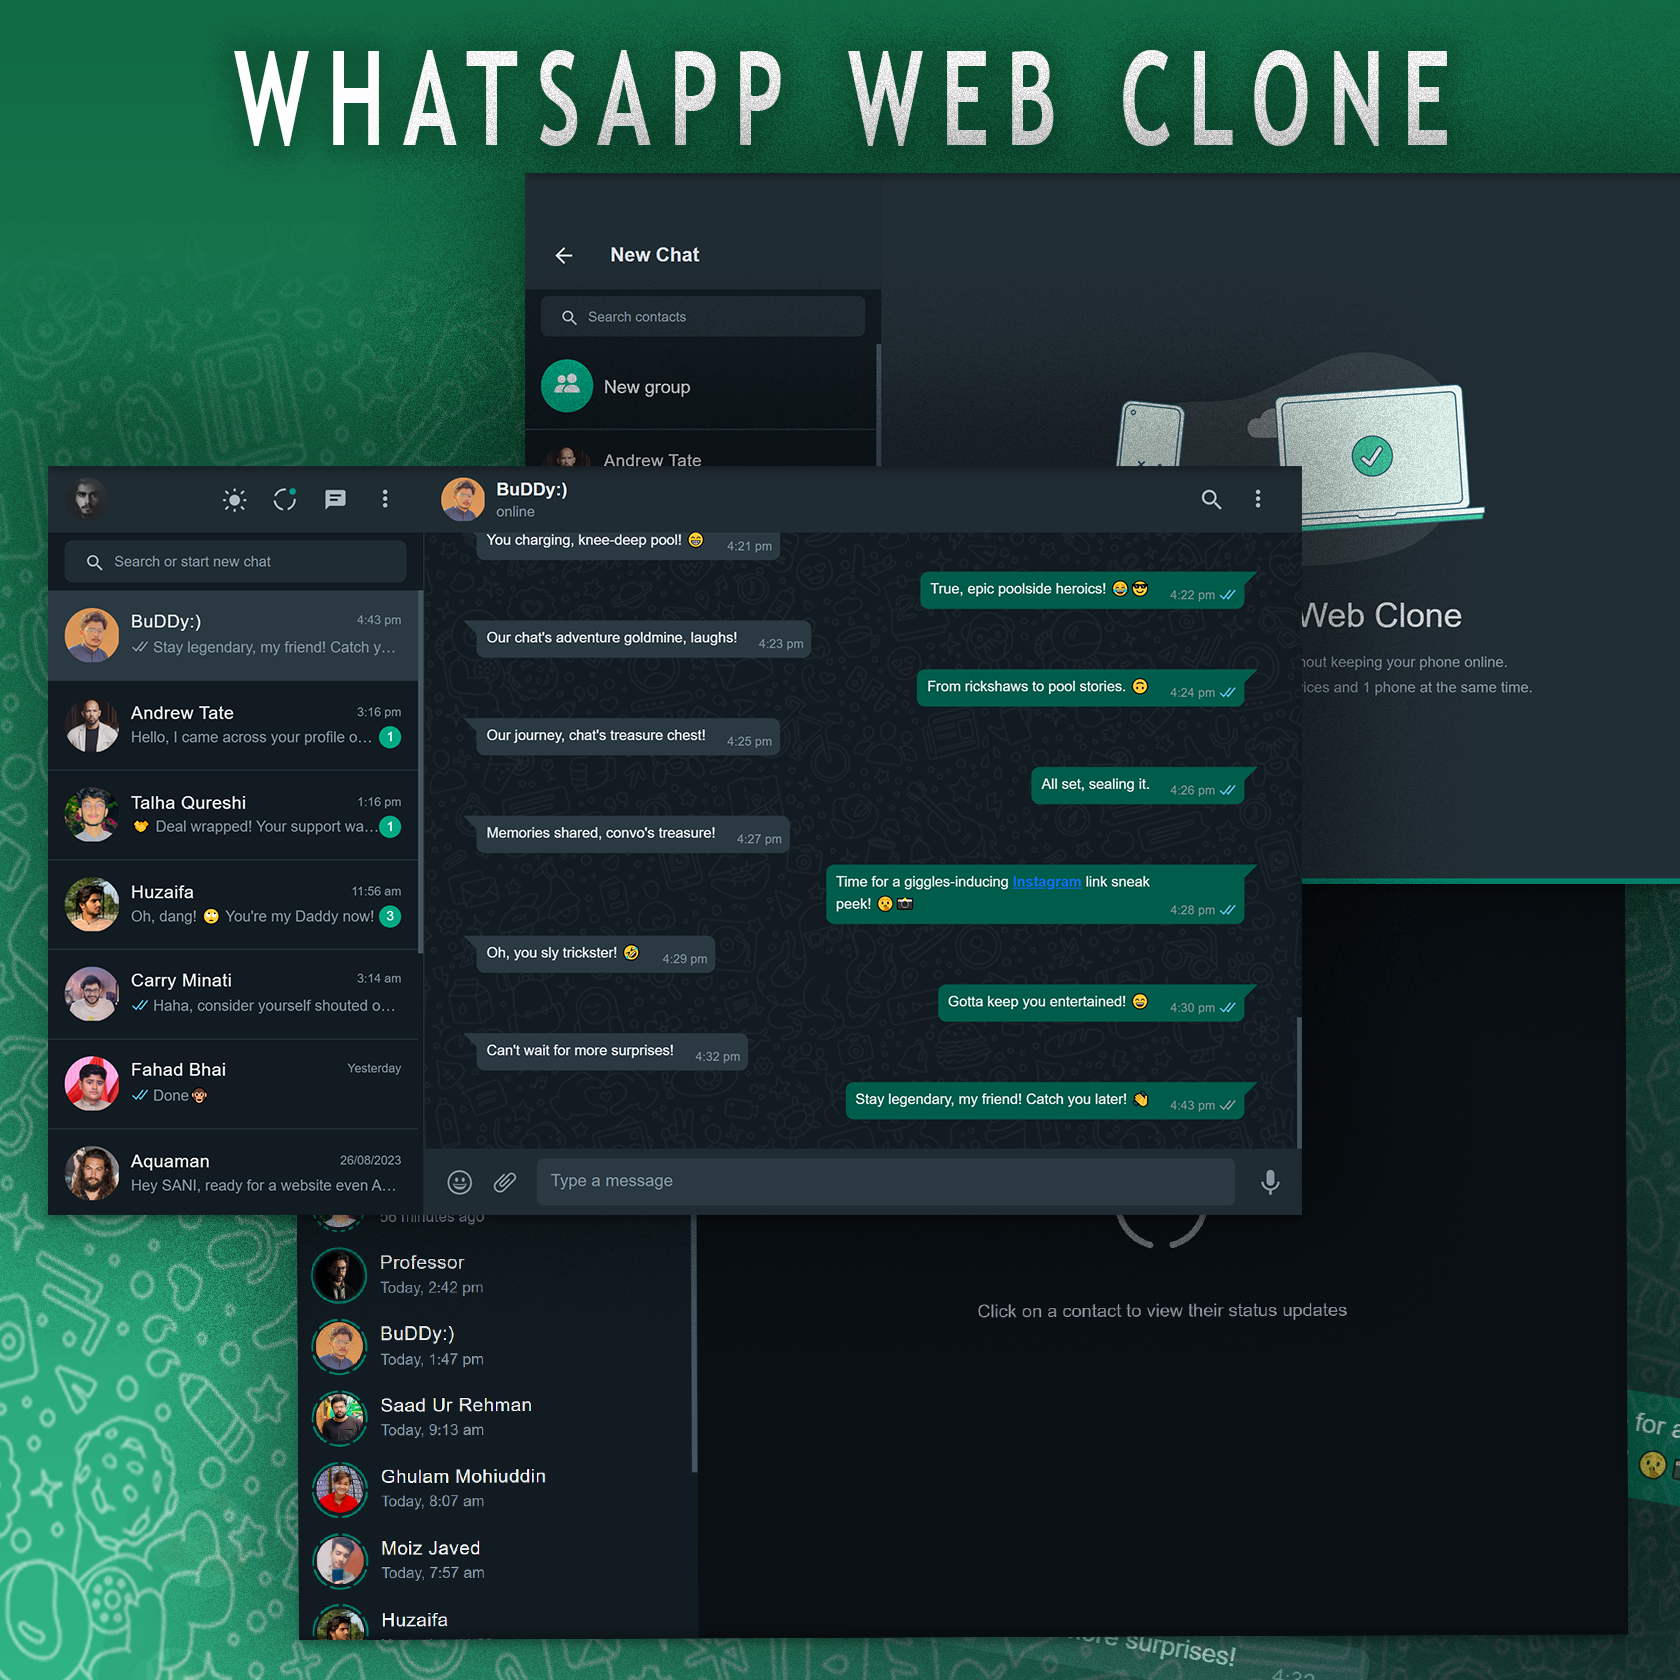 WHATSAPP WEB CLONE
New Chat
Search contacts
New group
Andrew Tate
Web Clone
hout keeping your phone online.
ices and 1 phone at the same time.
Search or start new chat
BuDDy:)
4:43 pm
Stay legendary, my friend! Catch y...
Andrew Tate
3:16 pm
Hello, I came across your profile o...
1
Talha Qureshi
1:16 pm
🤝 Deal wrapped! Your support wa...
1
Huzaifa
11:56 am
Oh, dang! 🙄 You're my Daddy now!
3
Carry Minati
3:14 am
Haha, consider yourself shouted o...
Fahad Bhai
Yesterday
Done🐵
Aquaman
26/08/2023
Hey SANI, ready for a website even A...
BuDDy:)
online
You charging, knee-deep pool! 😁 4:21 pm
True, epic poolside heroics! 😂 😎 4:22 pm
Our chat's adventure goldmine, laughs! 4:23 pm
From rickshaws to pool stories. 🙃 4:24 pm
Our journey, chat's treasure chest! 4:25 pm
All set, sealing it. 4:26 pm
Memories shared, convo's treasure! 4:27 pm
Time for a giggles-inducing Instagram link sneak
peek! 😮 📷 4:28 pm
Oh, you sly trickster! 🤣 4:29 pm
Gotta keep you entertained! 😄 4:30 pm
Can't wait for more surprises! 4:32 pm
Stay legendary, my friend! Catch you later! 👋 4:43 pm
Type a message
56 minutes ago
Professor
Today, 2:42 pm
BuDDy:)
Today, 1:47 pm
Saad Ur Rehman
Today, 9:13 am
Ghulam Mohiuddin
Today, 8:07 am
Moiz Javed
Today, 7:57 am
Huzaifa
Click on a contact to view their status updates
for a
more surprises!
4:32